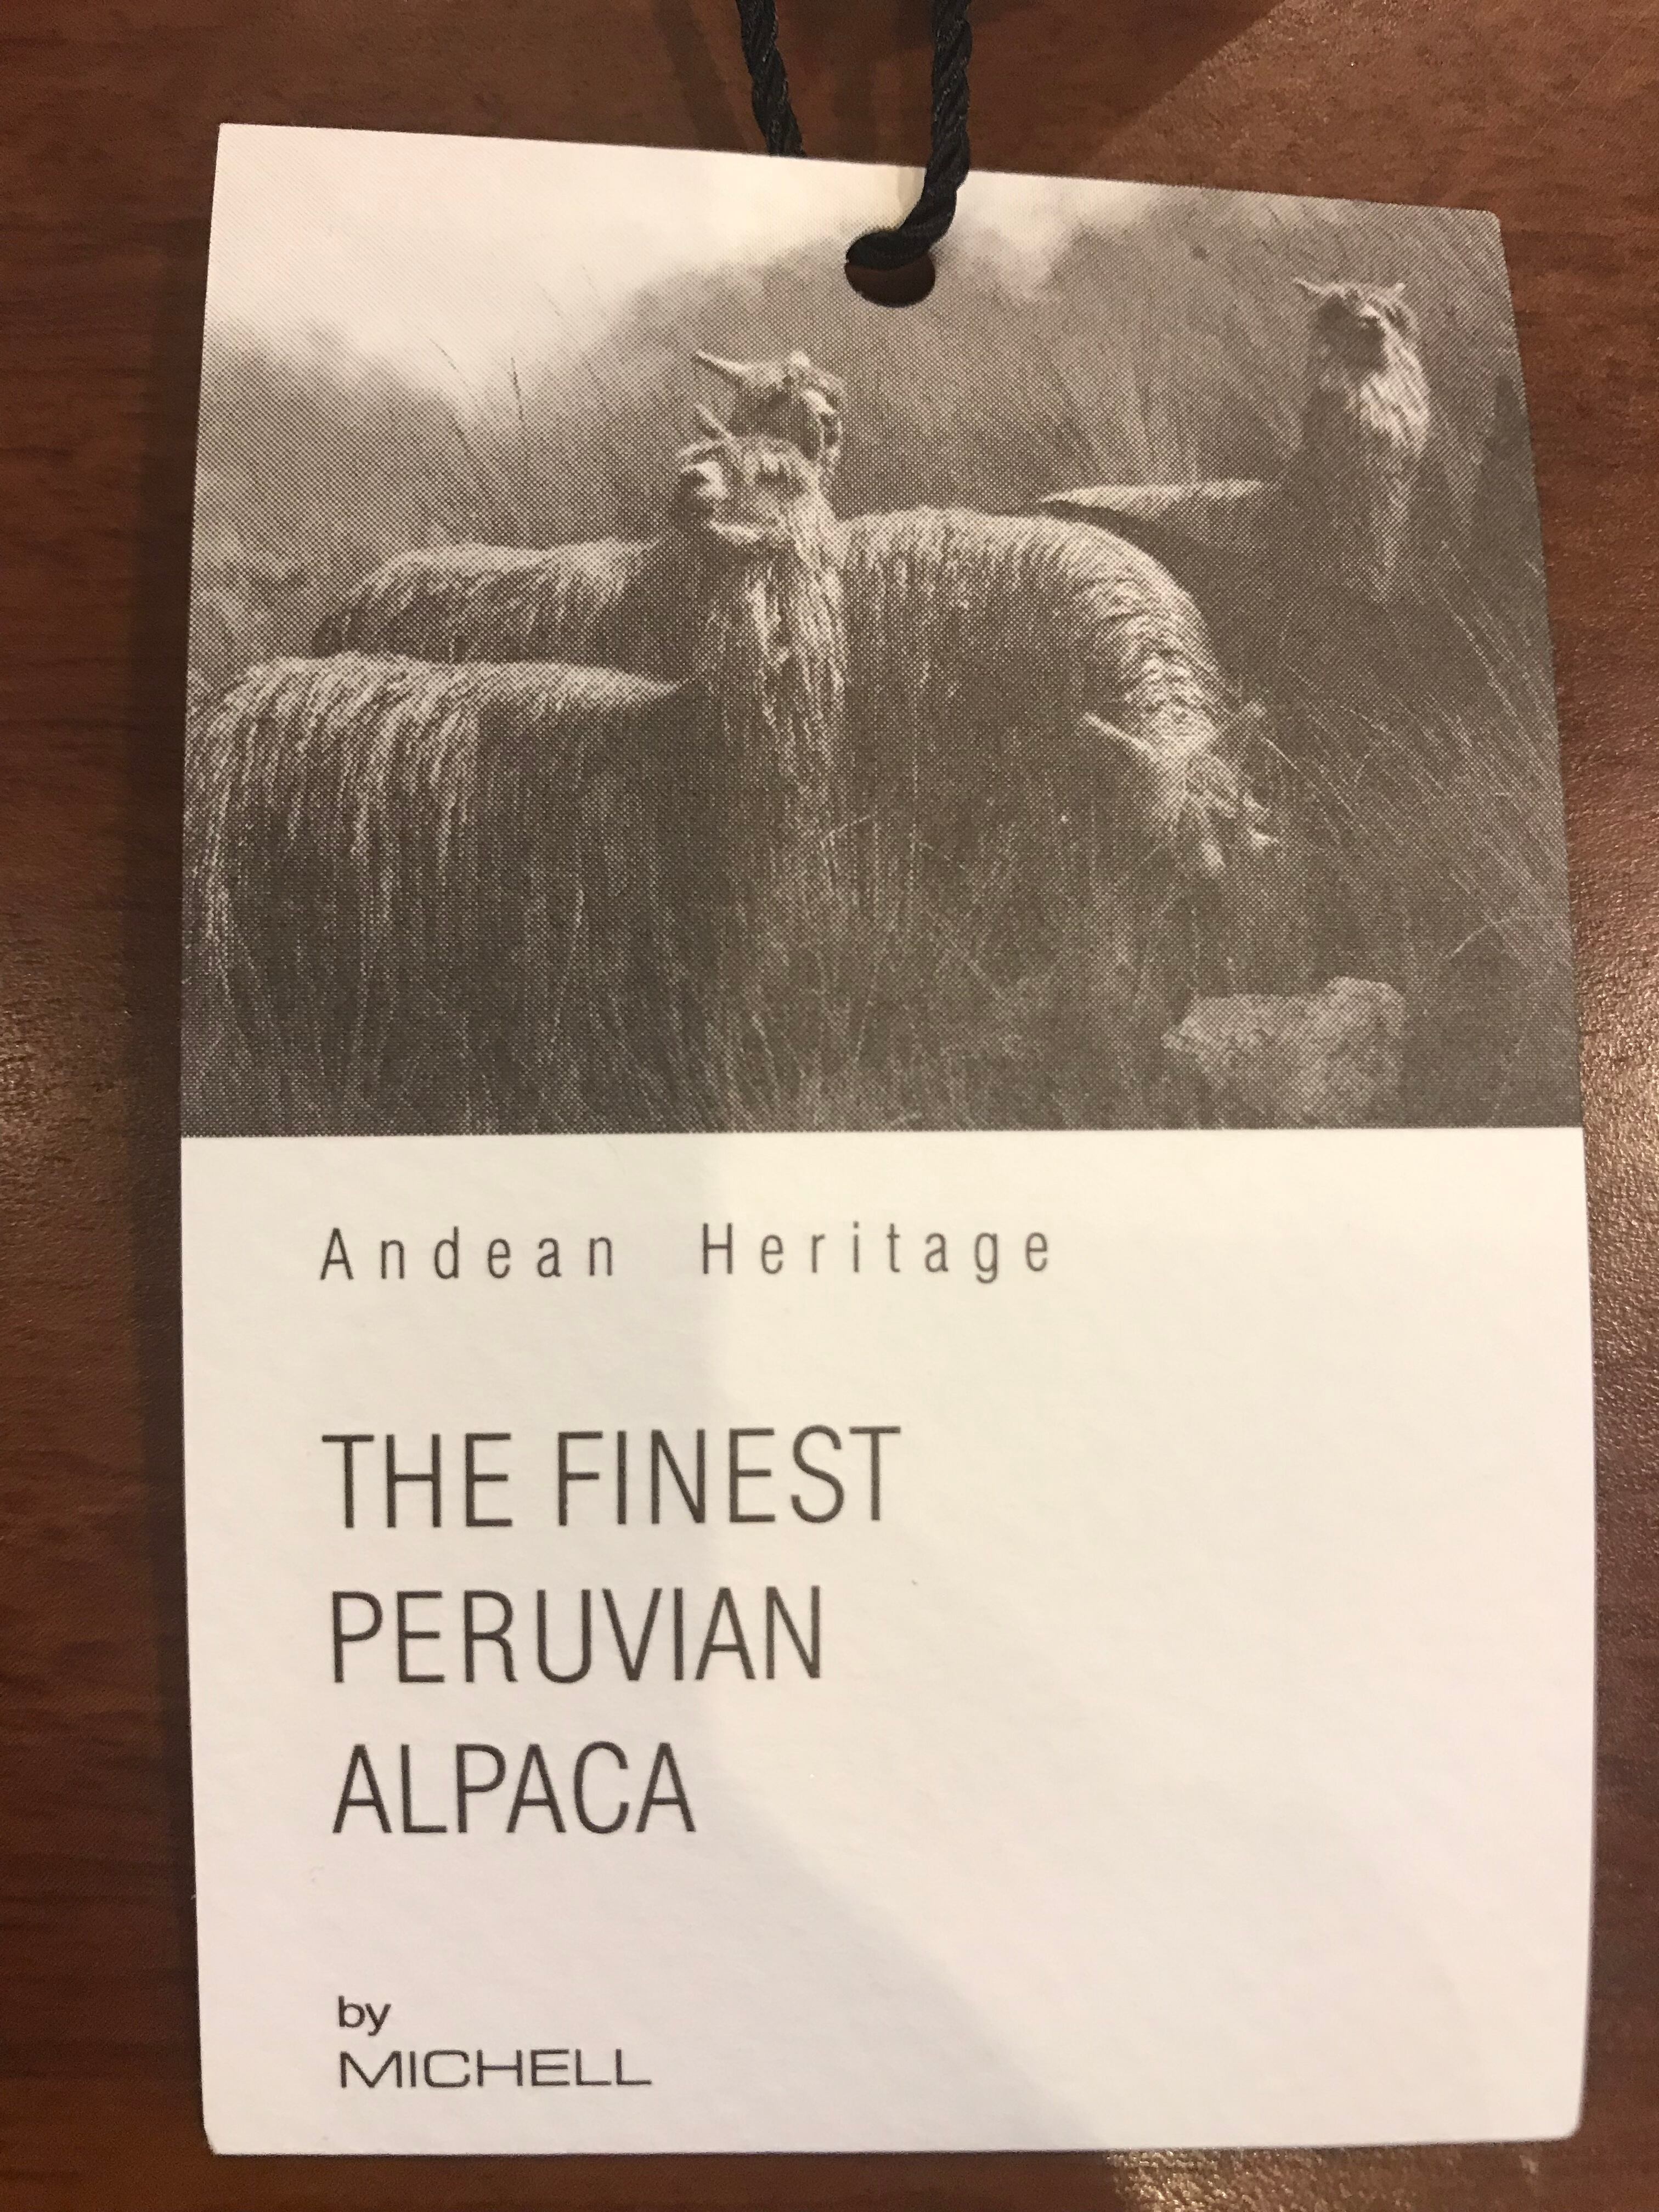 Andean Heritage
THE FINEST
PERUVIAN
ALPACA
by
MICHELL